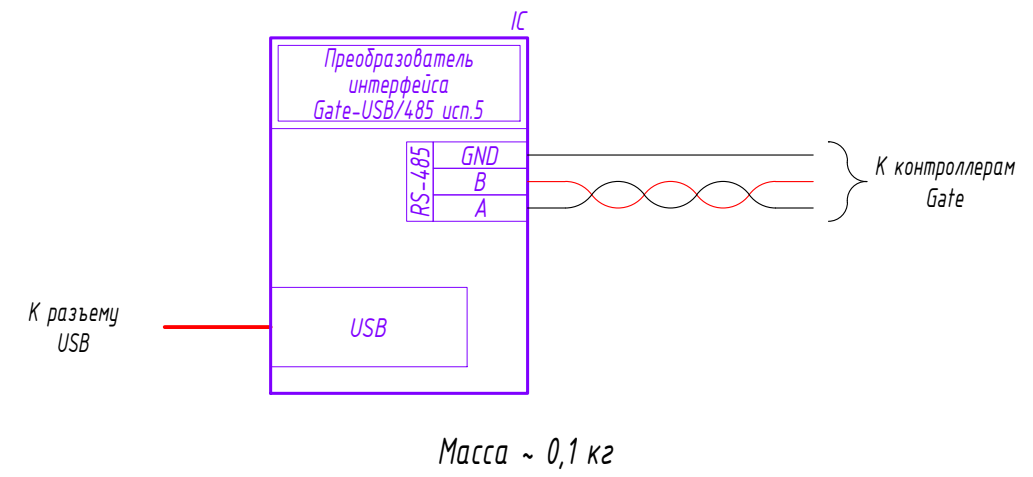 IC
Преобразователь
интерфейса
Gate-USB/485 исп.5
RS-485
GND
B
A
К контроллерам
Gate
USB
К разъему
USB
Масса ~ 0,1 кг